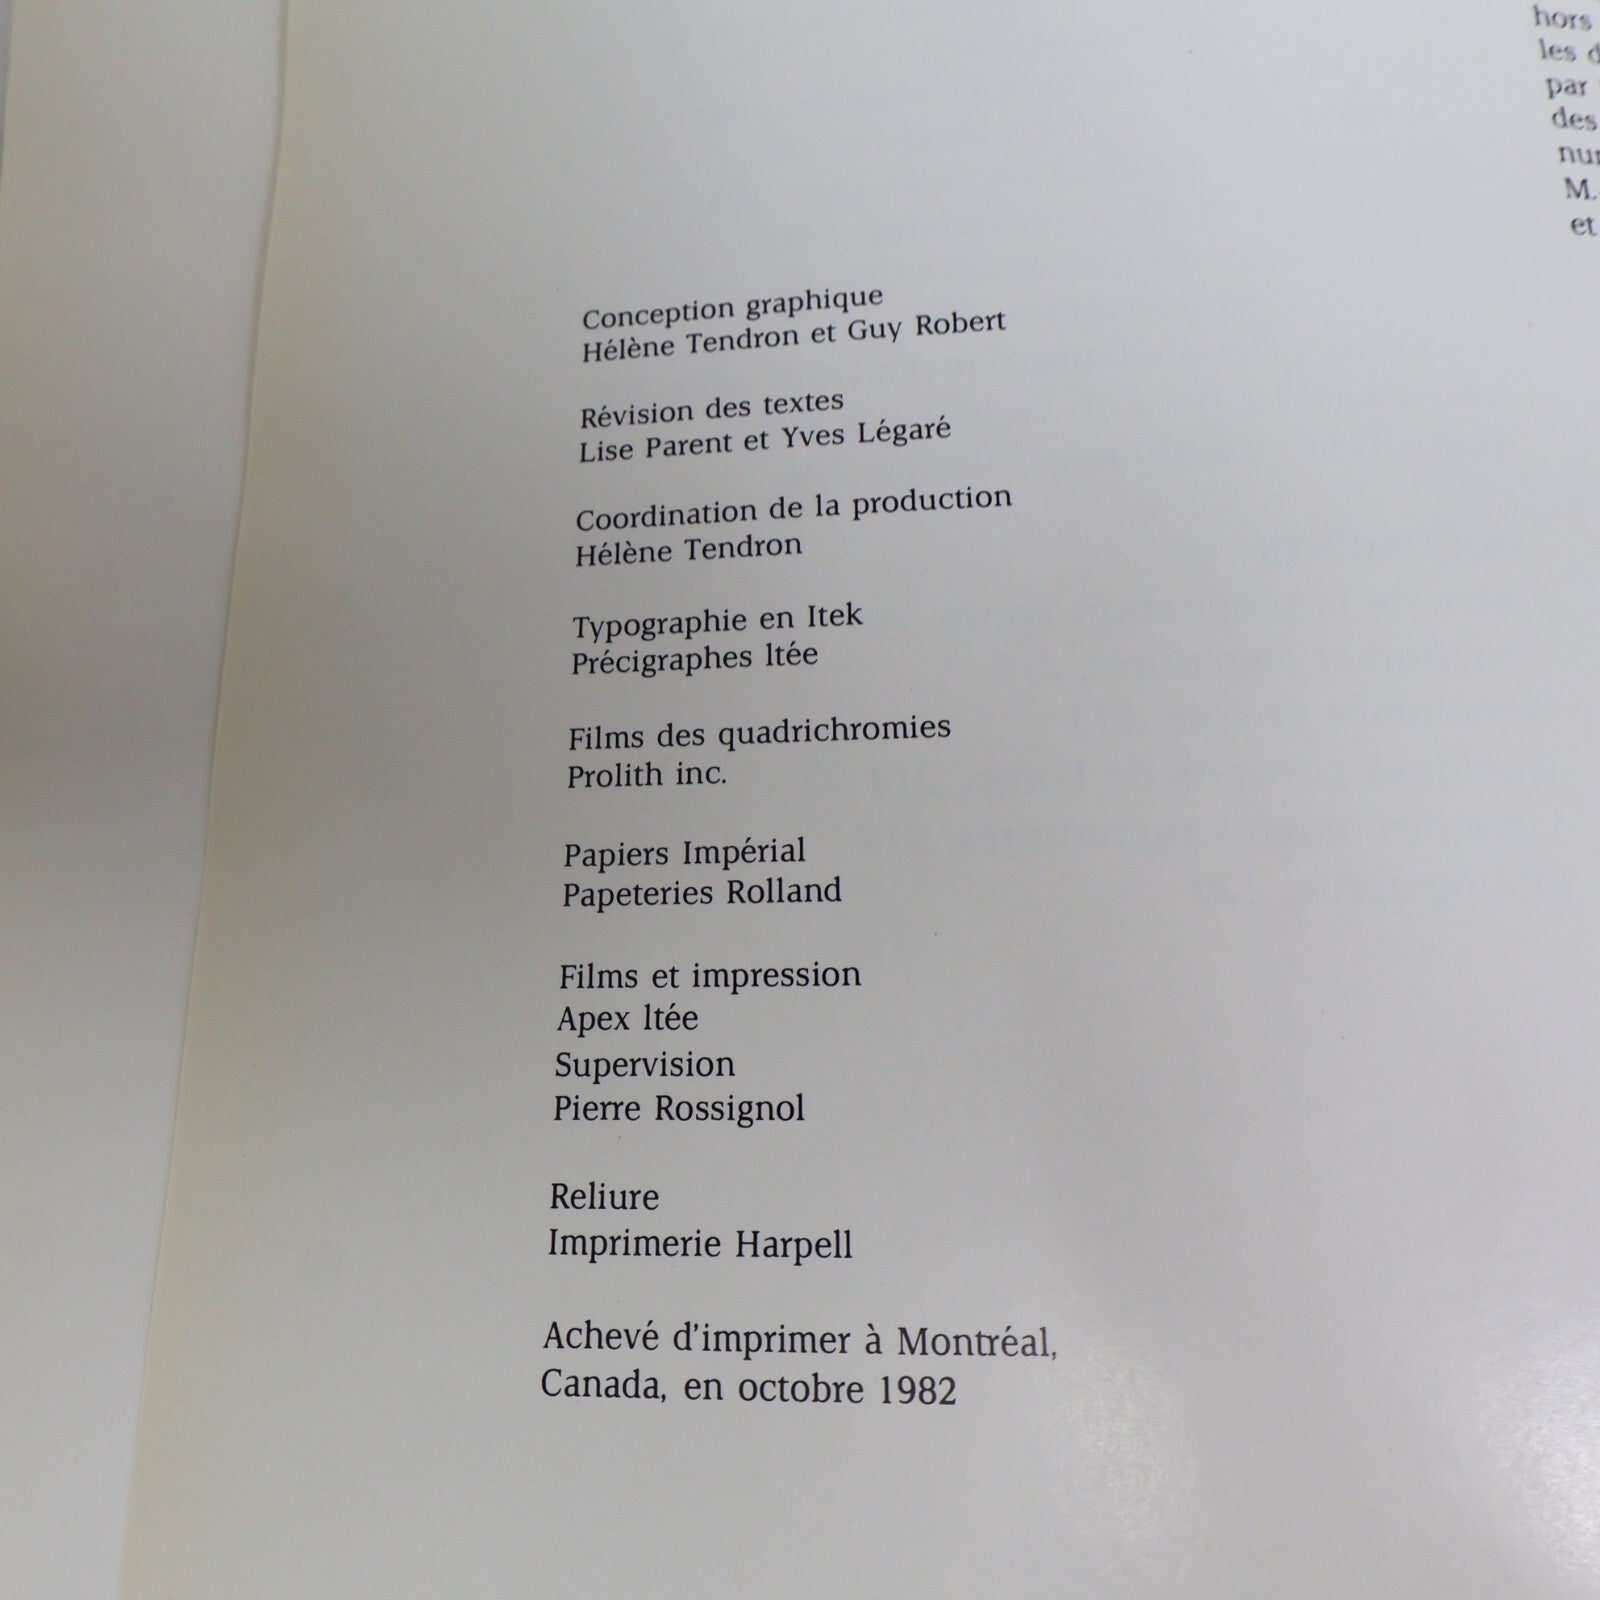 Conception graphique
Hélène Tendron et Guy Robert
Révision des textes
Lise Parent et Yves Légaré
Coordination de la production
Hélène Tendron
Typographie en Itek
Précigraphes ltée
Films des quadrichromies
Prolith inc.
Papiers Impérial
Papeteries Rolland
Films et impression
Apex ltée
Supervision
Pierre Rossignol
Reliure
Imprimerie Harpell
Achevé d'imprimer à Montréal,
Canada, en octobre 1982
hors
les
par
des
M.
et